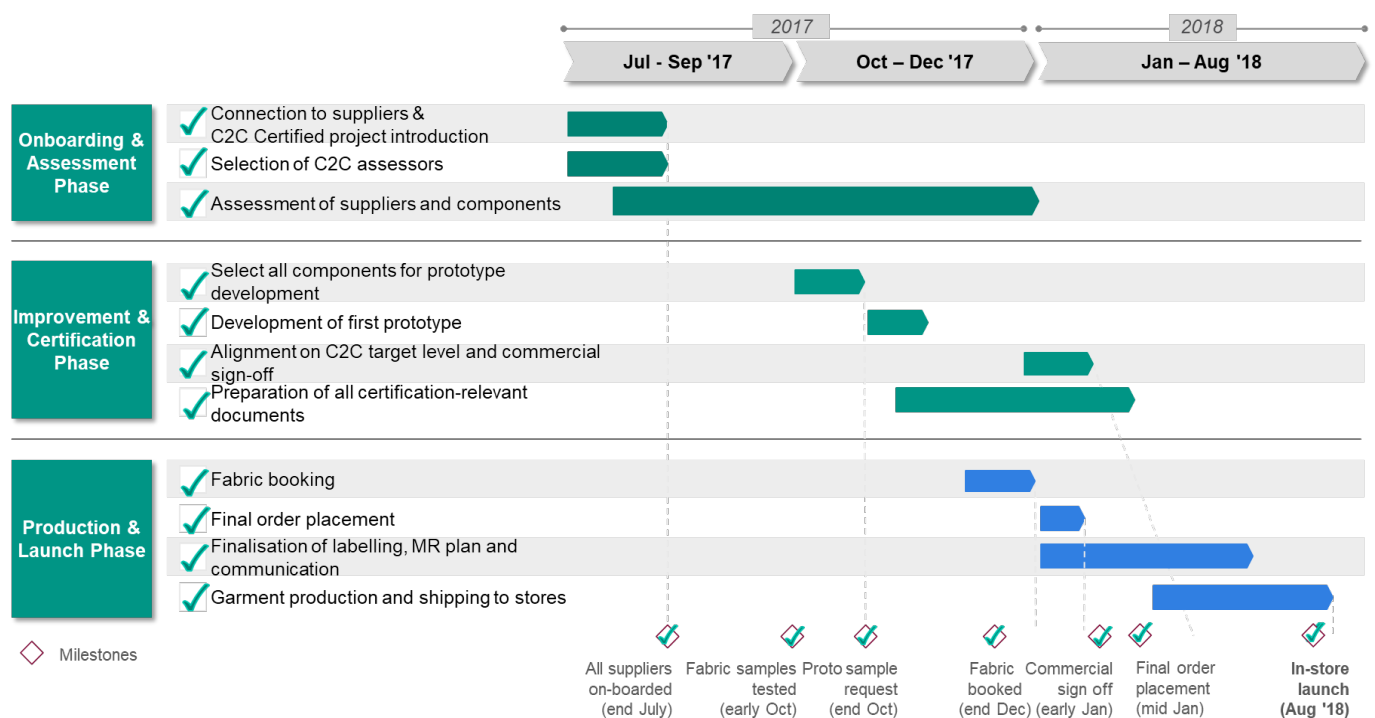 2017
2018
Jul - Sep '17
Oct – Dec '17
Jan – Aug '18
Onboarding &
Assessment
Phase
Connection to suppliers &
C2C Certified project introduction
Selection of C2C assessors
Assessment of suppliers and components
Improvement &
Certification
Phase
Select all components for prototype
development
Development of first prototype
Alignment on C2C target level and commercial
sign-off
Preparation of all certification-relevant
documents
Production &
Launch Phase
Fabric booking
Final order placement
Finalisation of labelling, MR plan and
communication
Garment production and shipping to stores
Milestones
All suppliers
on-boarded
(end July)
Fabric samples
tested
(early Oct)
Proto sample
request
(end Oct)
Fabric
booked
(end Dec)
Commercial
sign off
(early Jan)
Final order
placement
(mid Jan)
In-store
launch
(Aug '18)